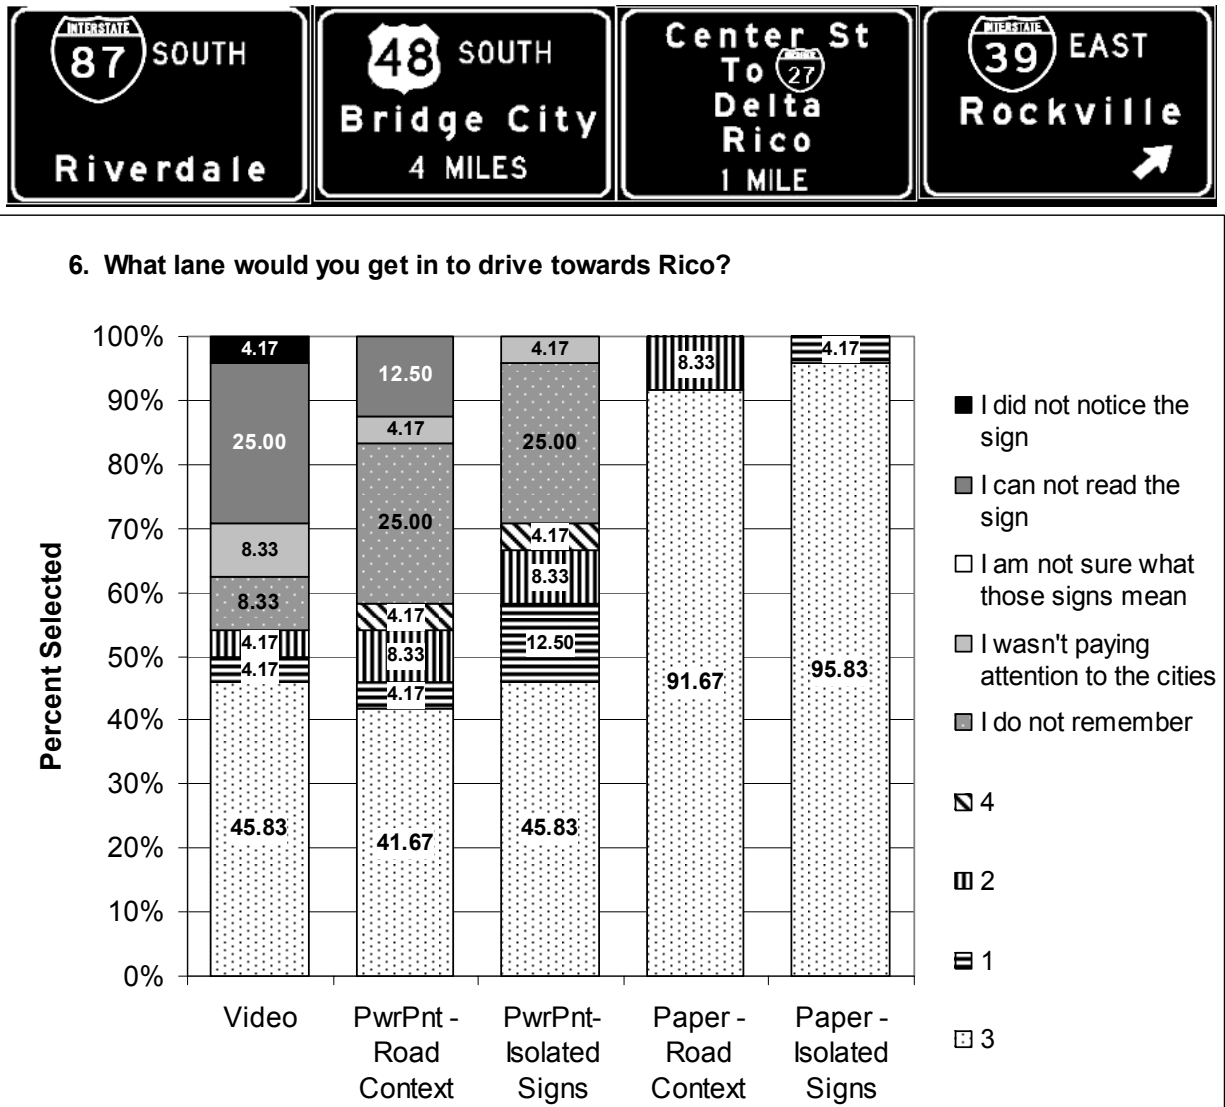 INTERSTATE
87 SOUTH
Riverdale
48 SOUTH
Bridge City
4 MILES
Center St
To 27
Delta
Rico
1 MILE
INTERSTATE
39 EAST
Rockville
6. What lane would you get in to drive towards Rico?
Percent Selected
100%
90%
80%
70%
60%
50%
40%
30%
20%
10%
0%
4.17
25.00
8.33
8.33
4.17
4.17
45.83
12.50
4.17
25.00
4.17
8.33
4.17
41.67
4.17
25.00
4.17
8.33
12.50
45.83
8.33
91.67
4.17
95.83
Video
PwrPnt -
Road
Context
PwrPnt-
Isolated
Signs
Paper -
Road
Context
Paper -
Isolated
Signs
I did not notice the
sign
I can not read the
sign
I am not sure what
those signs mean
I wasn't paying
attention to the cities
I do not remember
4
2
1
3